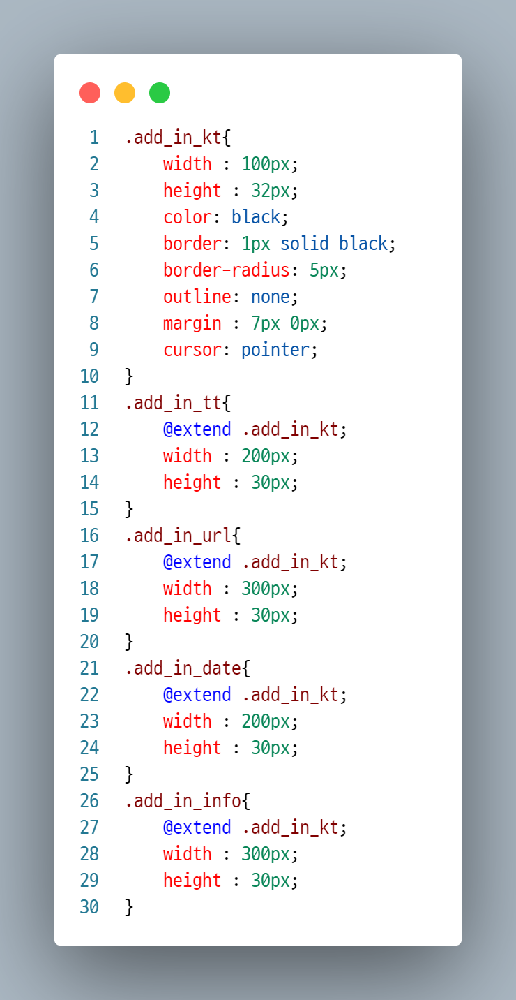 1 .add_in_kt{
2     width : 100px;
3     height : 32px;
4     color: black;
5     border: 1px solid black;
6     border-radius: 5px;
7     outline: none;
8     margin : 7px 0px;
9     cursor: pointer;
10 }
11 .add_in_tt{
12     @extend .add_in_kt;
13     width : 200px;
14     height : 30px;
15 }
16 .add_in_url{
17     @extend .add_in_kt;
18     width : 300px;
19     height : 30px;
20 }
21 .add_in_date{
22     @extend .add_in_kt;
23     width : 200px;
24     height : 30px;
25 }
26 .add_in_info{
27     @extend .add_in_kt;
28     width : 300px;
29     height : 30px;
30 }